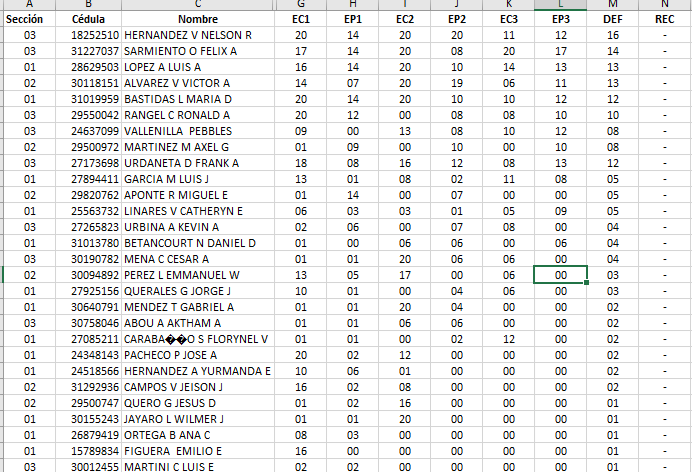 A B C G H I J K L M N
Sección Cédula Nombre EC1 EP1 EC2 EP2 EC3 EP3 DEF REC
03 18252510 HERNANDEZ V NELSON R 20 14 20 20 11 12 16 -
03 31227037 SARMIENTO O FELIX A 17 14 20 08 20 17 14 -
01 28629503 LOPEZ A LUIS A 16 14 20 10 14 13 13 -
02 30118151 ALVAREZ V VICTOR A 14 07 20 19 06 11 13 -
01 31019959 BASTIDAS L MARIA D 20 14 20 10 10 12 12 -
03 29550042 RANGEL C RONALD A 20 12 00 08 08 10 10 -
03 24637099 VALLENILLA PEBBLES 09 00 13 08 10 12 08 -
02 29500972 MARTINEZ M AXEL G 01 09 00 10 00 10 08 -
03 27173698 URDANETA D FRANK A 18 08 16 12 08 13 12 -
01 27894411 GARCIA M LUIS J 13 01 08 02 11 08 05 -
02 29820762 APONTE R MIGUEL E 01 14 00 07 00 00 05 -
01 25563732 LINARES V CATHERYN E 06 03 03 01 05 09 05 -
03 27265823 URBINA A KEVIN A 02 06 00 07 08 00 04 -
01 31013780 BETANCOURT N DANIEL D 01 00 06 06 00 06 04 -
03 30190782 MENA C CESAR A 01 01 20 06 06 00 04 -
02 30094892 PEREZ L EMMANUEL W 13 05 17 00 06 00 03 -
01 27925156 QUERALES G JORGE J 10 01 00 04 06 00 03 -
01 30640791 MENDEZ T GABRIEL A 01 01 20 04 00 00 02 -
03 30758046 ABOU A AKTHAM A 01 01 06 06 00 00 02 -
01 27085211 CARABA��O S FLORYNEL V 01 01 00 02 12 00 02 -
01 24348143 PACHECO P JOSE A 20 02 12 00 00 00 02 -
01 24518566 HERNANDEZ A YURMANDA E 10 06 01 00 00 00 02 -
02 31292936 CAMPOS V JEISON J 16 02 08 00 00 00 02 -
02 29500747 QUERO G JESUS D 01 02 16 00 00 00 01 -
01 30155243 JAYARO L WILMER J 01 01 20 00 00 00 01 -
01 26879419 ORTEGA B ANA C 08 03 00 00 00 00 01 -
01 15789834 FIGUERA EMILIO E 16 00 00 00 00 00 01 -
03 30012455 MARTINI C LUIS E 02 02 00 00 00 00 01 -